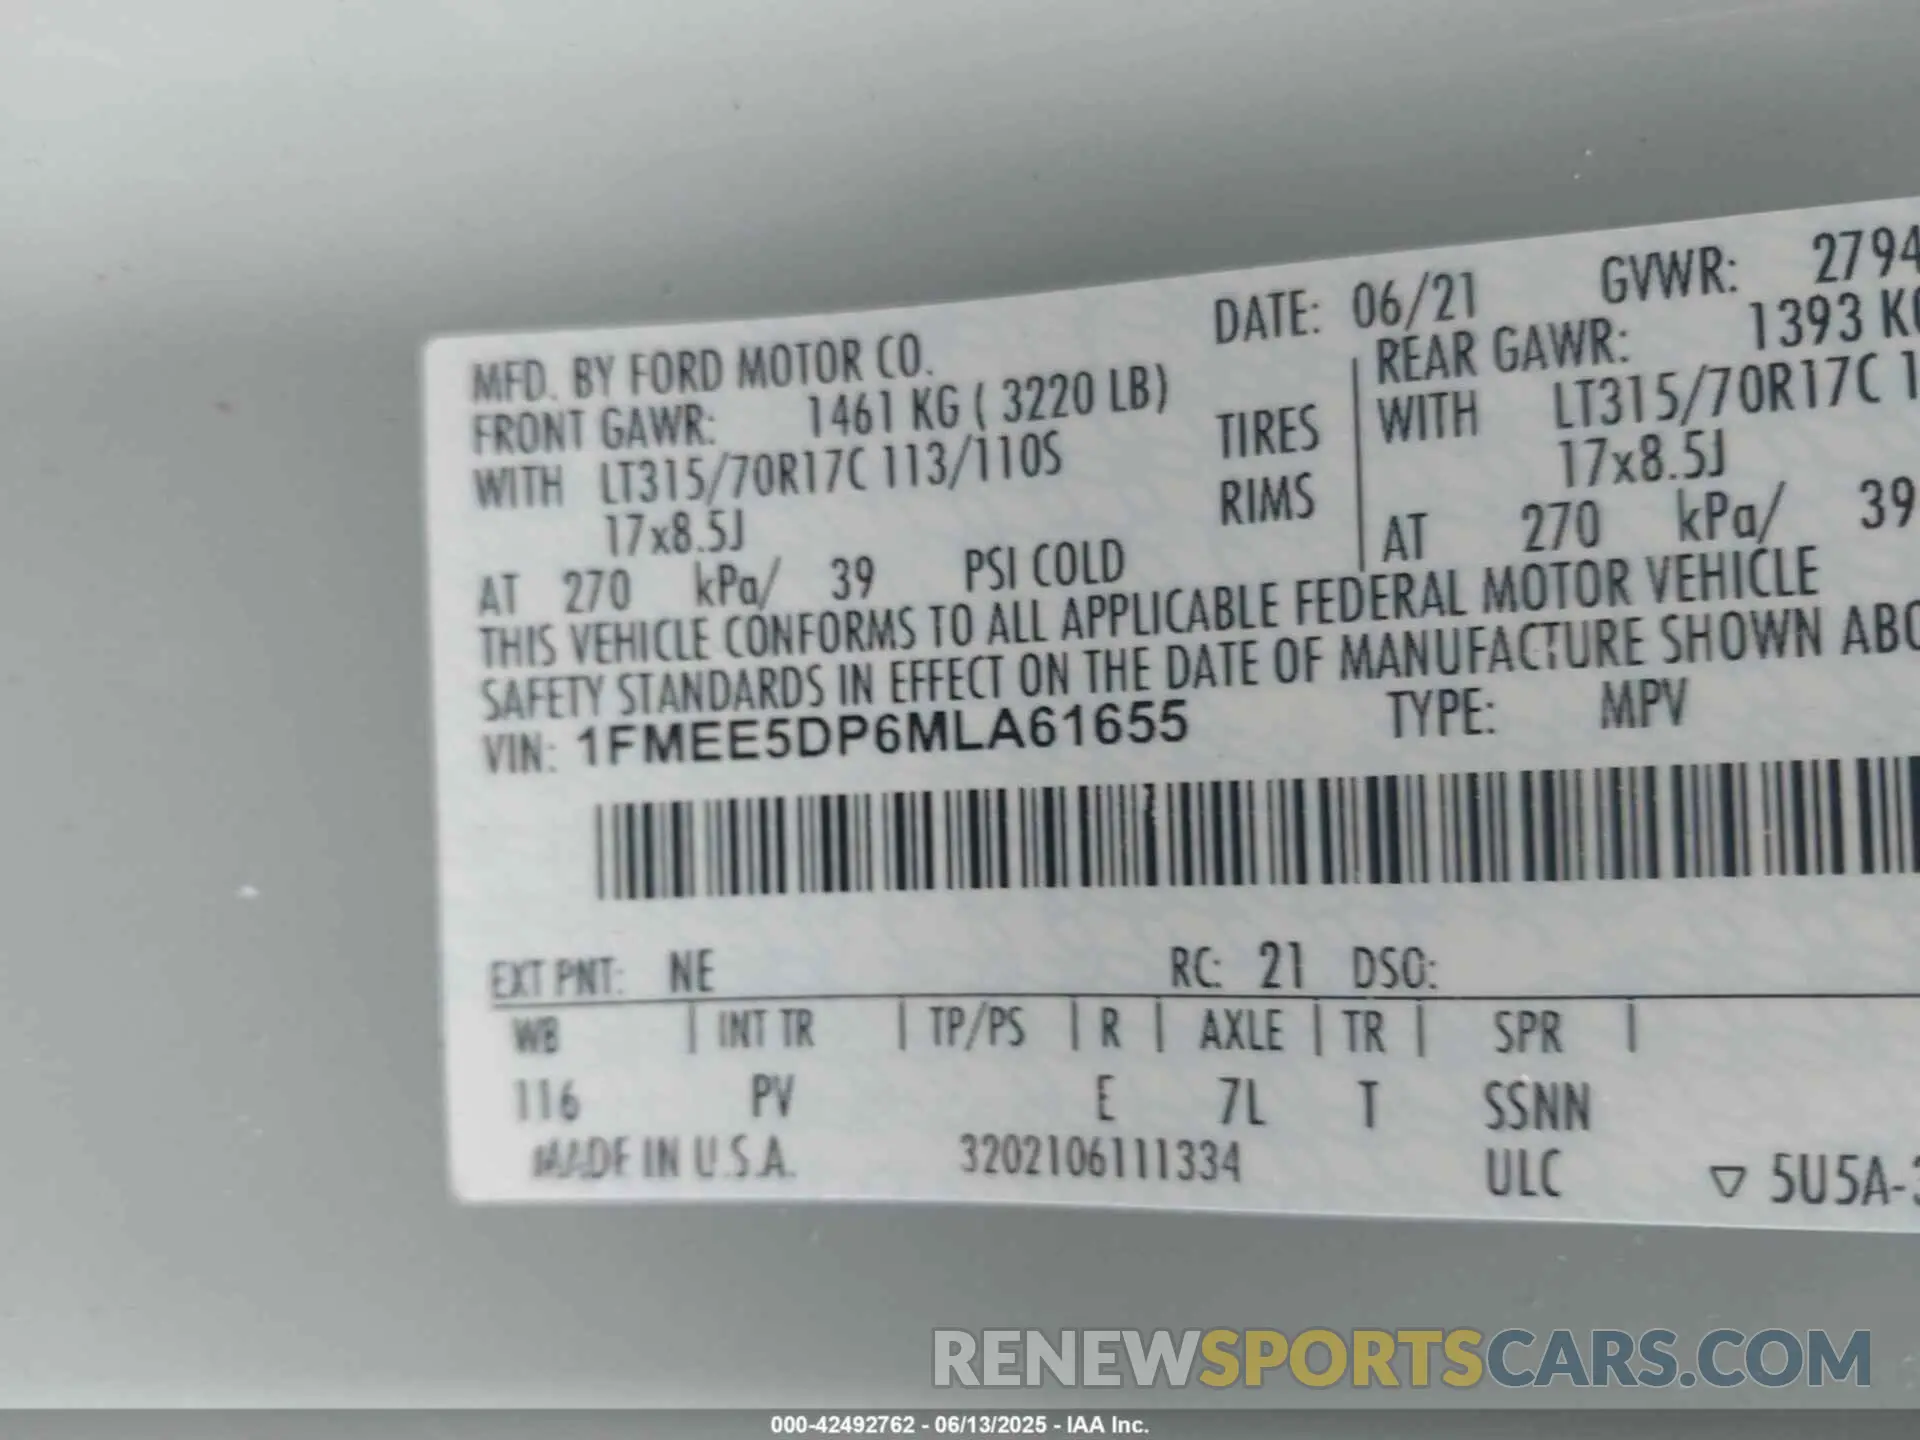 MFD. BY FORD MOTOR CO. DATE: 06/21 GVWR: 2794
FRONT GAWR: 1461 KG ( 3220 LB) REAR GAWR: 1393 KG
WITH LT315/70R17C 113/110S TIRES WITH LT315/70R17C 1
17x8.5J RIMS 17x8.5J
AT 270 kPa/ 39 PSI COLD AT 270 kPa/ 39
THIS VEHICLE CONFORMS TO ALL APPLICABLE FEDERAL MOTOR VEHICLE
SAFETY STANDARDS IN EFFECT ON THE DATE OF MANUFACTURE SHOWN ABO
VIN: 1FMEE5DP6MLA61655 TYPE: MPV
EXT PNT: NE RC: 21 DSO:
WB | INT TR | TP/PS | R | AXLE | TR | SPR |
116 PV E 7L T SSNN
MADE IN U.S.A. 3202106111334 ULC ▽ 5U5A-3
RENEWSPORTSCARS.COM
000-42492762 - 06/13/2025 - IAA Inc.